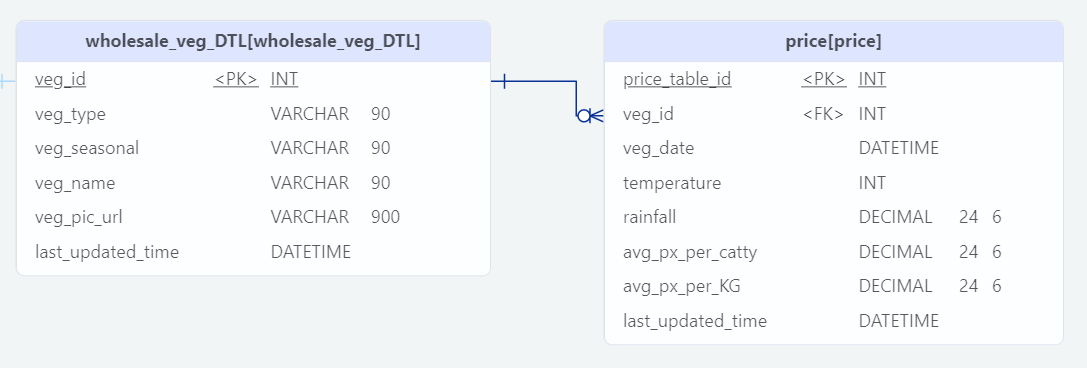 wholesale_veg_DTL[wholesale_veg_DTL]
veg_id <PK> INT
veg_type VARCHAR 90
veg_seasonal VARCHAR 90
veg_name VARCHAR 90
veg_pic_url VARCHAR 900
last_updated_time DATETIME
price[price]
price_table_id <PK> INT
veg_id <FK> INT
veg_date DATETIME
temperature INT
rainfall DECIMAL 24 6
avg_px_per_catty DECIMAL 24 6
avg_px_per_KG DECIMAL 24 6
last_updated_time DATETIME